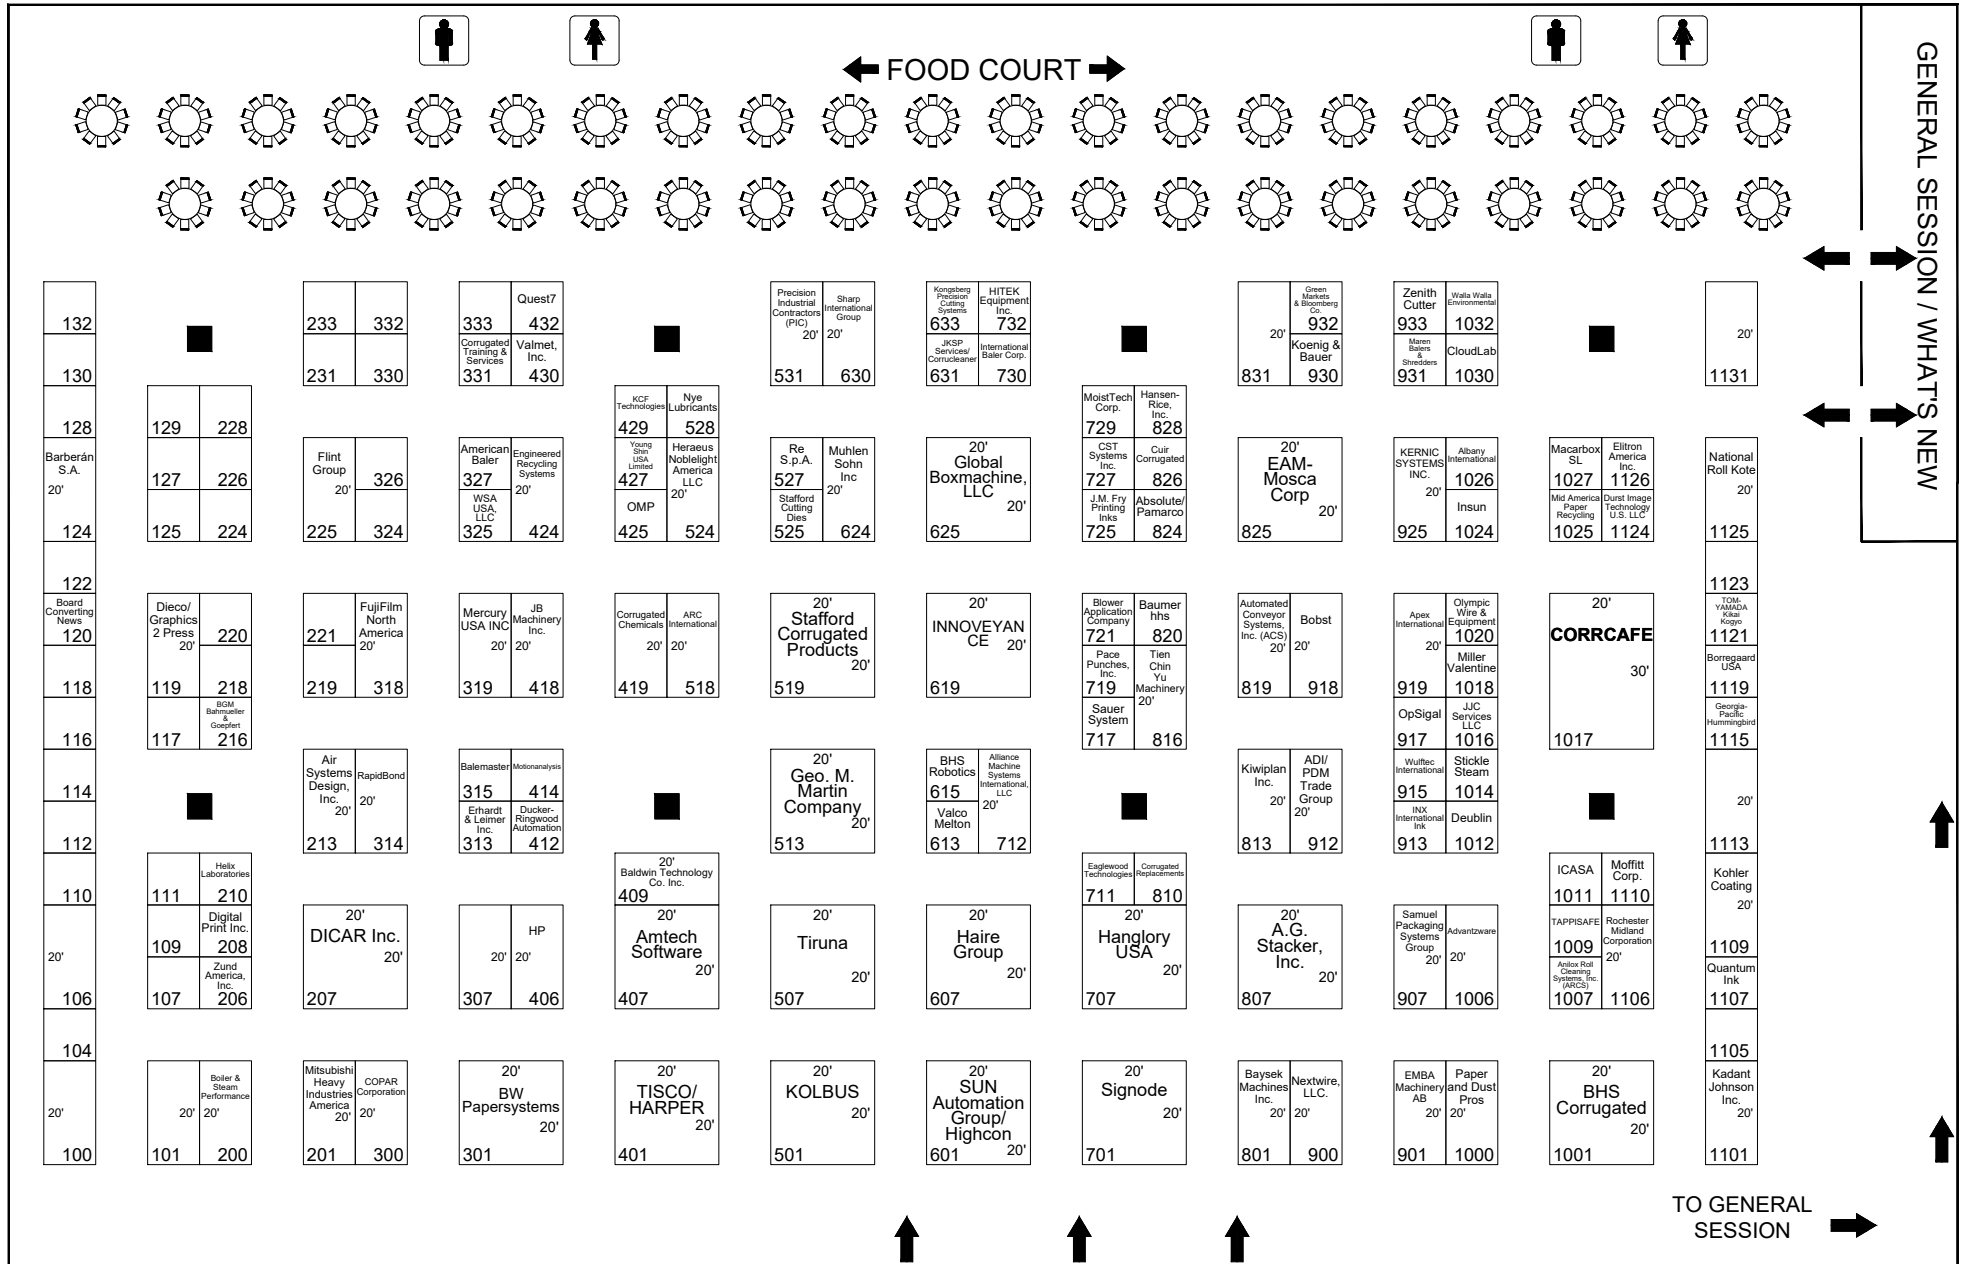 FOOD COURT
GENERAL SESSION / WHAT'S NEW
132
233
332
333
Quest7
432
Precision
Industrial
Contractors
(PIC)
20'
531
Sharp
International
Group
20'
630
Kongsberg
Precision
Cutting
Systems
633
HITEK
Equipment
Inc.
732
20'
831
Green
Markets
& Bloomberg
Co.
932
Zenith
Cutter
933
Walla Walla
Environmental
1032
20'
1131
130
231
330
Corrugated
Training &
Services
331
Valmet,
Inc.
430
JKSP
Services/
Corrucleaner
631
International
Baler Corp.
730
Koenig &
Bauer
930
Maren
Balers
&
Shredders
931
CloudLab
1030
128
129
228
KCF
Technologies
429
Nye
Lubricants
528
MoistTech
Corp.
729
Hansen-
Rice,
Inc.
828
Barberán
S.A.
20'
124
127
226
Flint
Group
20'
225
326
American
Baler
327
Engineered
Recycling
Systems
20'
424
Young
Shin
USA
Limited
427
Heraeus
Noblelight
America
LLC
20'
524
Re
S.p.A.
527
Muhlen
Sohn
Inc
20'
624
20'
Global
Boxmachine,
LLC
20'
625
CST
Systems
Inc.
727
Cuir
Corrugated
826
20'
EAM-
Mosca
Corp
20'
825
KERNIC
SYSTEMS
INC.
20'
925
Albany
International
1026
Macarbox
SL
1027
Elitron
America
Inc.
1126
National
Roll Kote
20'
1125
125
224
324
WSA
USA,
LLC
325
OMP
425
Stafford
Cutting
Dies
525
J.M. Fry
Printing
Inks
725
Absolute/
Pamarco
824
Insun
1024
Mid America
Paper
Recycling
1025
Durst Image
Technology
U.S. LLC
1124
122
1123
Board
Converting
News
120
Dieco/
Graphics
2 Press
20'
119
220
221
FujiFilm
North
America
20'
318
Mercury
USA INC
20'
319
JB
Machinery
Inc.
20'
418
Corrugated
Chemicals
20'
419
ARC
International
20'
518
20'
Stafford
Corrugated
Products
20'
519
20'
INNOVEYAN
CE
20'
619
Blower
Application
Company
721
Baumer
hhs
820
Automated
Conveyor
Systems,
Inc. (ACS)
20'
819
Bobst
20'
918
Apex
International
20'
919
Olympic
Wire &
Equipment
1020
20'
CORRCAFE
30'
1017
TOM-
YAMADA
Kikai
Kogyo
1121
118
218
219
Pace
Punches,
Inc.
719
Tien
Chin
Yu
Machinery
20'
816
Miller
Valentine
1018
Borregaard
USA
1119
116
117
BGM
Bahmueller
&
Goepfert
216
Sauer
System
717
OpSigal
917
JJC
Services
LLC
1016
Georgia-
Pacific
Hummingbird
1115
114
Air
Systems
Design,
Inc.
20'
213
RapidBond
20'
314
Balemaster
315
Motionanalysis
414
20'
Geo. M.
Martin
Company
20'
513
BHS
Robotics
615
Alliance
Machine
Systems
International,
LLC
20'
712
Kiwiplan
Inc.
20'
813
ADI/
PDM
Trade
Group
20'
912
Wulftec
International
915
Stickle
Steam
1014
20'
1113
112
Erhardt
& Leimer
Inc.
313
Ducker-
Ringwood
Automation
412
Valco
Melton
613
INX
International
Ink
913
Deublin
1012
110
111
Helix
Laboratories
210
20'
Baldwin Technology
Co. Inc.
409
Eaglewood
Technologies
711
Corrugated
Replacements
810
ICASA
1011
Moffitt
Corp.
1110
Kohler
Coating
20'
1109
20'
106
109
Digital
Print Inc.
208
20'
DICAR Inc.
20'
207
20'
307
HP
20'
406
20'
Amtech
Software
20'
407
20'
Tiruna
20'
507
20'
Haire
Group
20'
607
20'
Hanglory
USA
20'
707
20'
A.G.
Stacker,
Inc.
20'
807
Samuel
Packaging
Systems
Group
20'
907
Advantzware
20'
1006
TAPPISAFE
1009
Rochester
Midland
Corporation
20'
1106
107
Zund
America,
Inc.
206
Anilox Roll
Cleaning
Systems, Inc.
(ARCS)
1007
Quantum
Ink
1107
104
1105
20'
100
20'
101
Boiler &
Steam
Performance
20'
200
Mitsubishi
Heavy
Industries
America
20'
201
COPAR
Corporation
20'
300
20'
BW
Papersystems
20'
301
20'
TISCO/
HARPER
20'
401
20'
KOLBUS
20'
501
20'
SUN
Automation
Group/
Highcon
20'
601
20'
Signode
20'
701
Baysek
Machines
Inc.
20'
801
Nextwire,
LLC.
20'
900
EMBA
Machinery
AB
20'
901
Paper
and Dust
Pros
20'
1000
20'
BHS
Corrugated
20'
1001
Kadant
Johnson
Inc.
20'
1101
TO GENERAL
SESSION